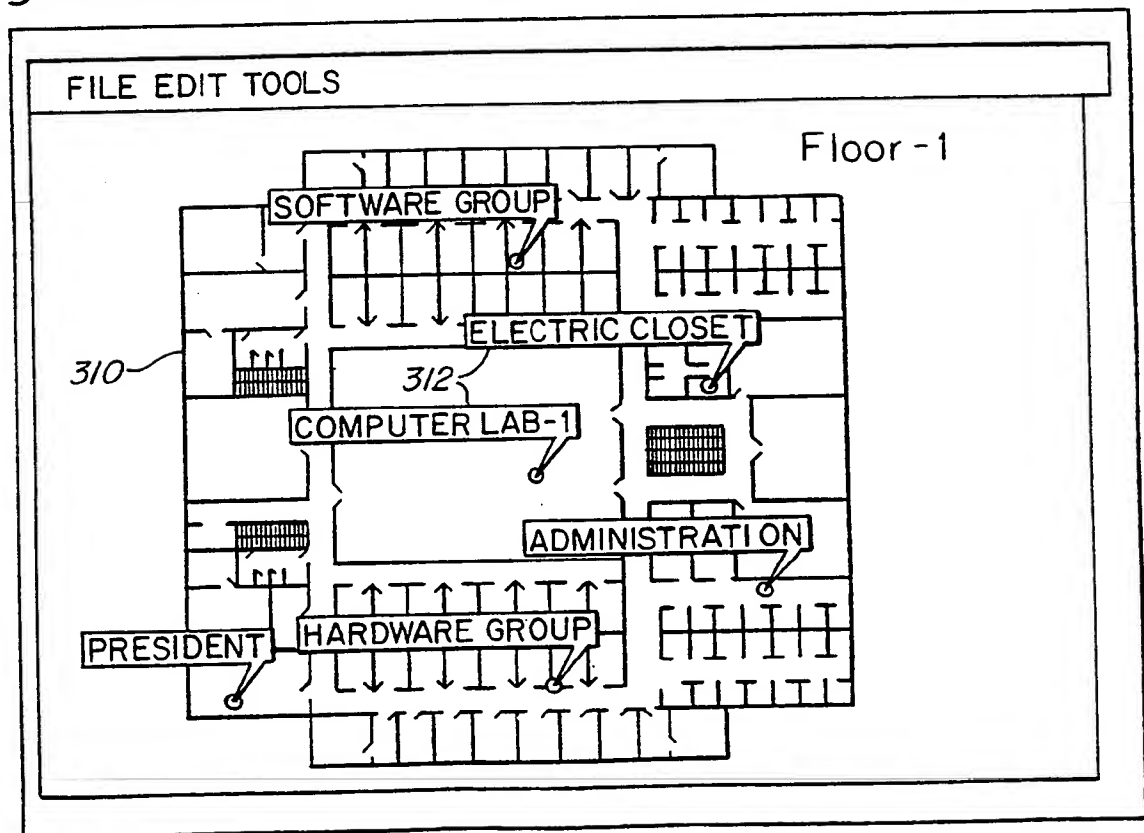 FILE EDIT TOOLS
Floor-1
SOFTWARE GROUP
ELECTRIC CLOSET
310
312
COMPUTER LAB-1
ADMINISTRATION
HARDWARE GROUP
PRESIDENT